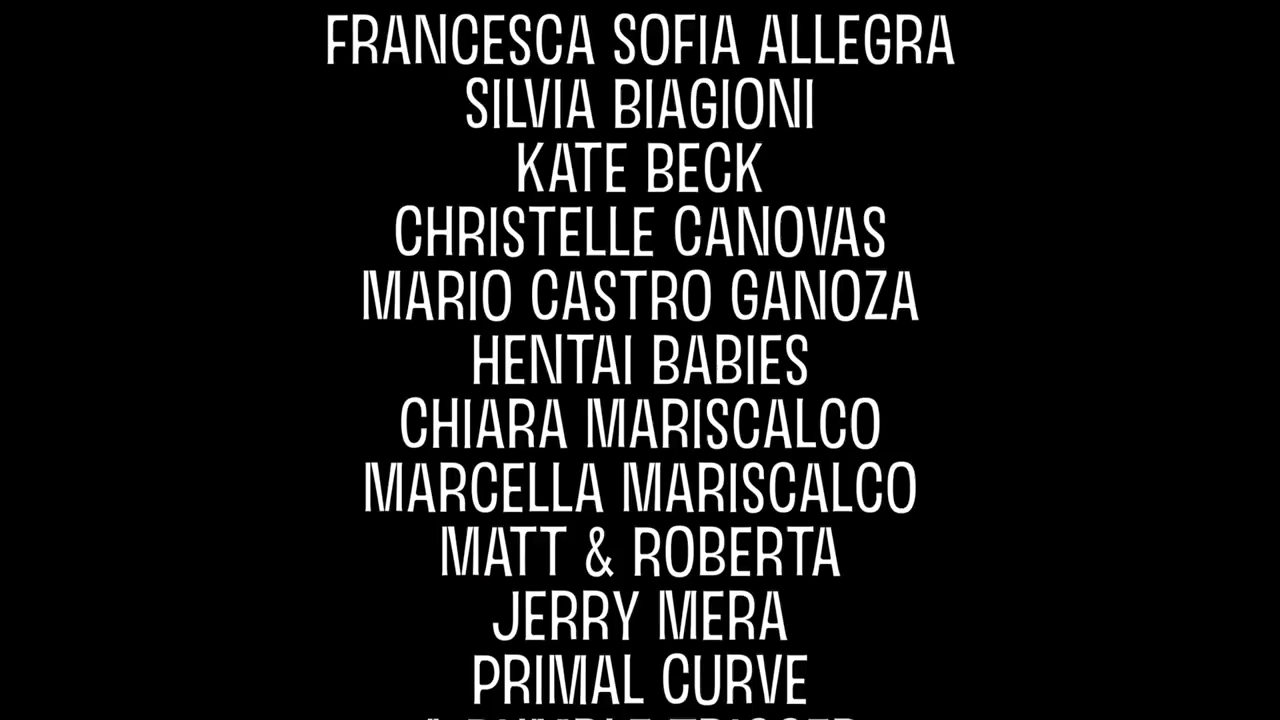 FRANCESCA SOFIA ALLEGRA
SILVIA BIAGIONI
KATE BECK
CHRISTELLE CANOVAS
MARIO CASTRO GANOZA
HENTAI BABIES
CHIARA MARISCALCO
MARCELLA MARISCALCO
MATT & ROBERTA
JERRY MERA
PRIMAL CURVE